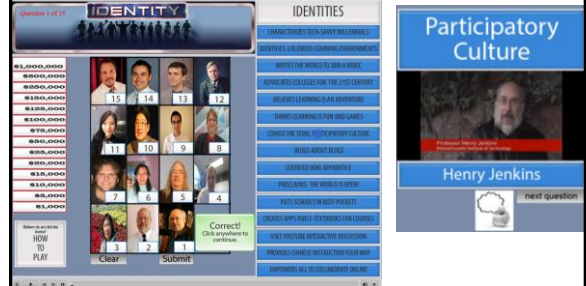 Question 1 of 15
IDENTITY
IDENTITIES
CHARACTERIZES TECH-SAVVY MILLENNIALS
IDENTIFIES 3 BLENDED LEARNING ENVIRONMENTS
INVITES THE WORLD TO JOIN A MOOC
ADVOCATES COLLEGES FOR THE 21ST CENTURY
BELIEVES LEARNING IS AN ADVENTURE
THINKS LEARNING IS FUN AND GAMES
COINED THE TERM, PARTICIPATORY CULTURE
BLOGS ABOUT BLOGS
CERTIFIED WIKI APPRENTICE
PROCLAIMS: THE WORLD IS OPEN!
PUTS SCHOOLS IN KIDS' POCKETS
CREATES APPS AND E-TEXTBOOKS FOR COURSES
USES YOUTUBE INTERACTIVE DISCUSSION
PROVIDES CHINESE INSTRUCTION YOUR WAY
EMPOWERS ALL TO COLLABORATE ONLINE
$1,000,000
$500,000
$250,000
$150,000
$125,000
$100,000
$75,000
$50,000
$25,000
$20,000
$15,000
$10,000
$5,000
$1,000
15
14
13
12
11
10
9
8
7
6
5
4
3
2
1
HOW
TO
PLAY
Clear
Submit
Correct!
Click anywhere to
continue.
Participatory
Culture
Professor Henry Jenkins
Massachusetts Institute of Technology
Henry Jenkins
next question